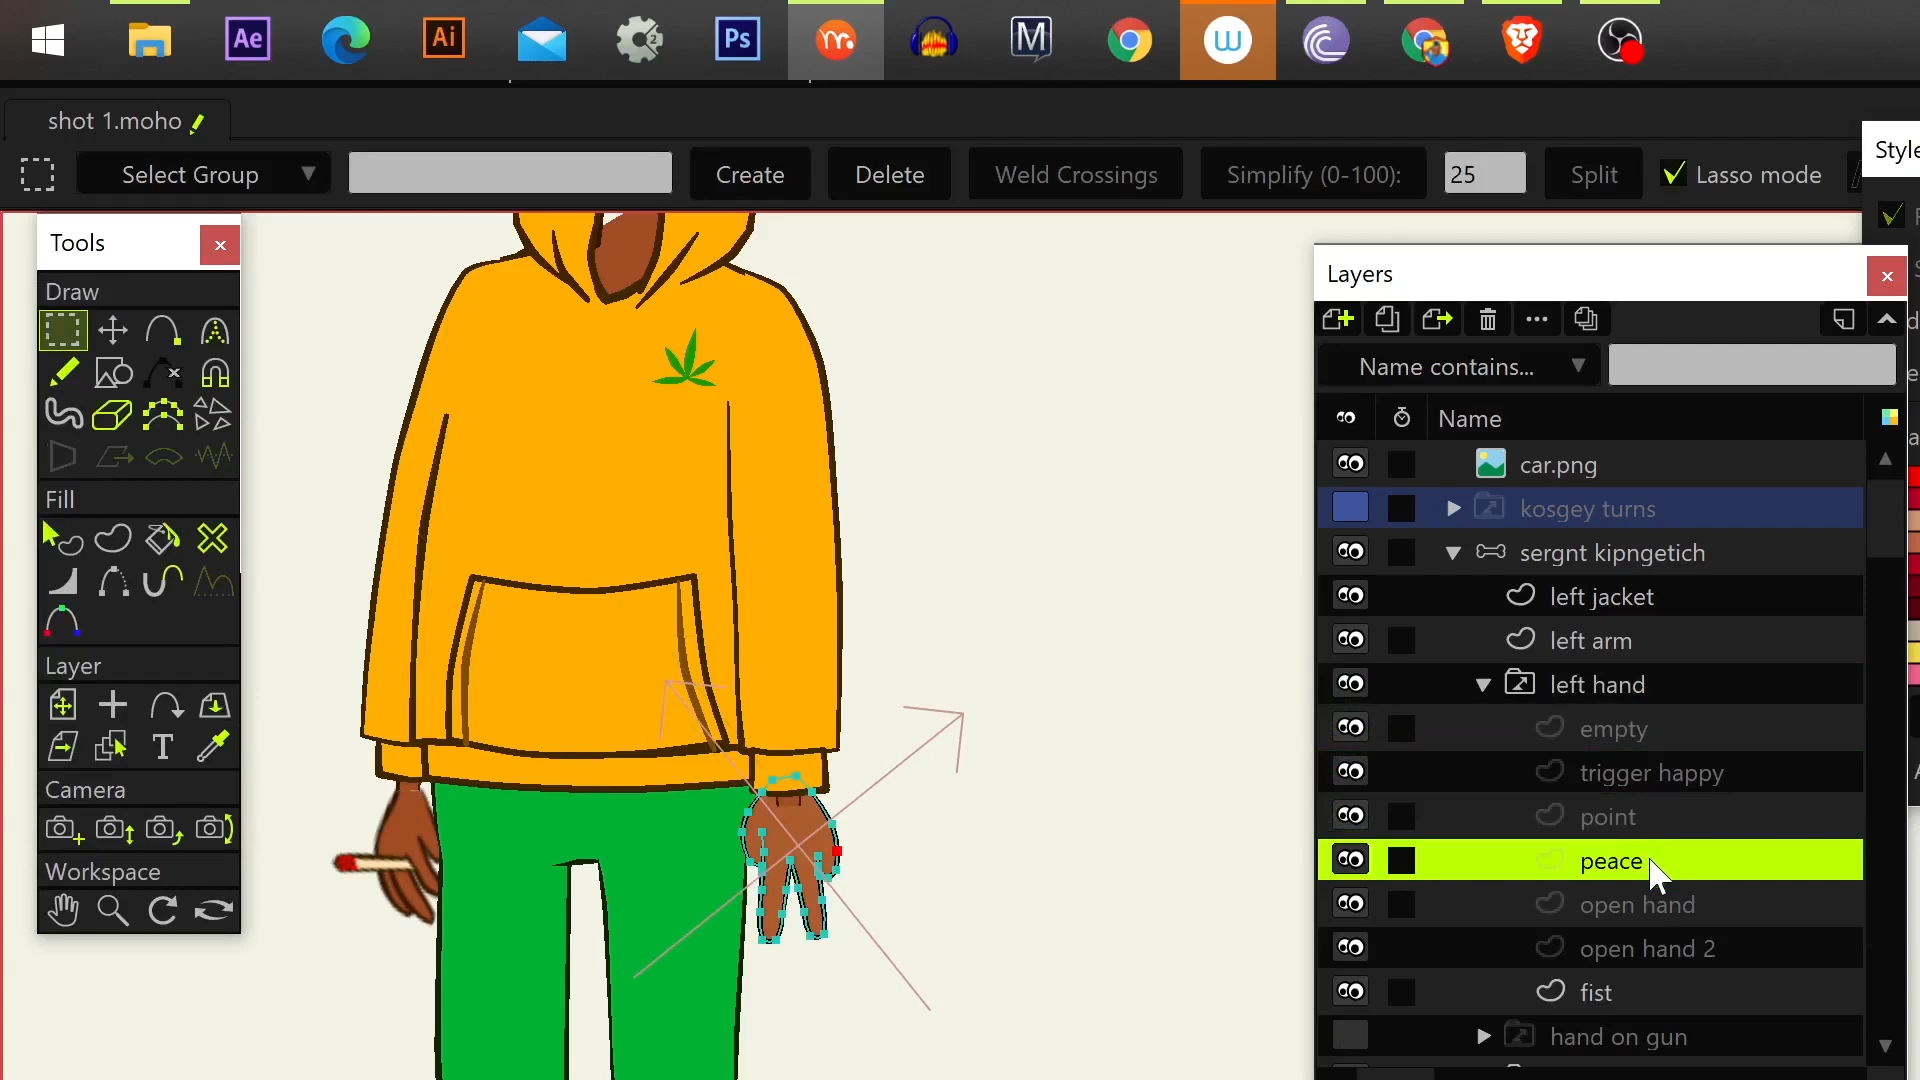 Ae
Ai
2
Ps
M
W
shot 1.moho
Select Group
Create
Delete
Weld Crossings
Simplify (0-100):
25
Split
Lasso mode
Style
Tools
Draw
Fill
Layer
T
Camera
Workspace
Layers
Name contains...
Name
car.png
kosgey turns
sergnt kipngetich
left jacket
left arm
left hand
empty
trigger happy
point
peace
open hand
open hand 2
fist
hand on gun